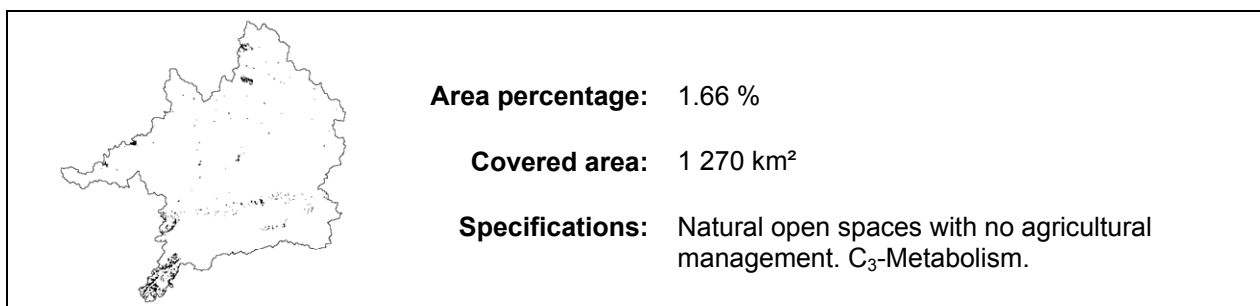 Area percentage: 1.66 %
Covered area: 1 270 km²
Specifications: Natural open spaces with no agricultural
management. C₃-Metabolism.